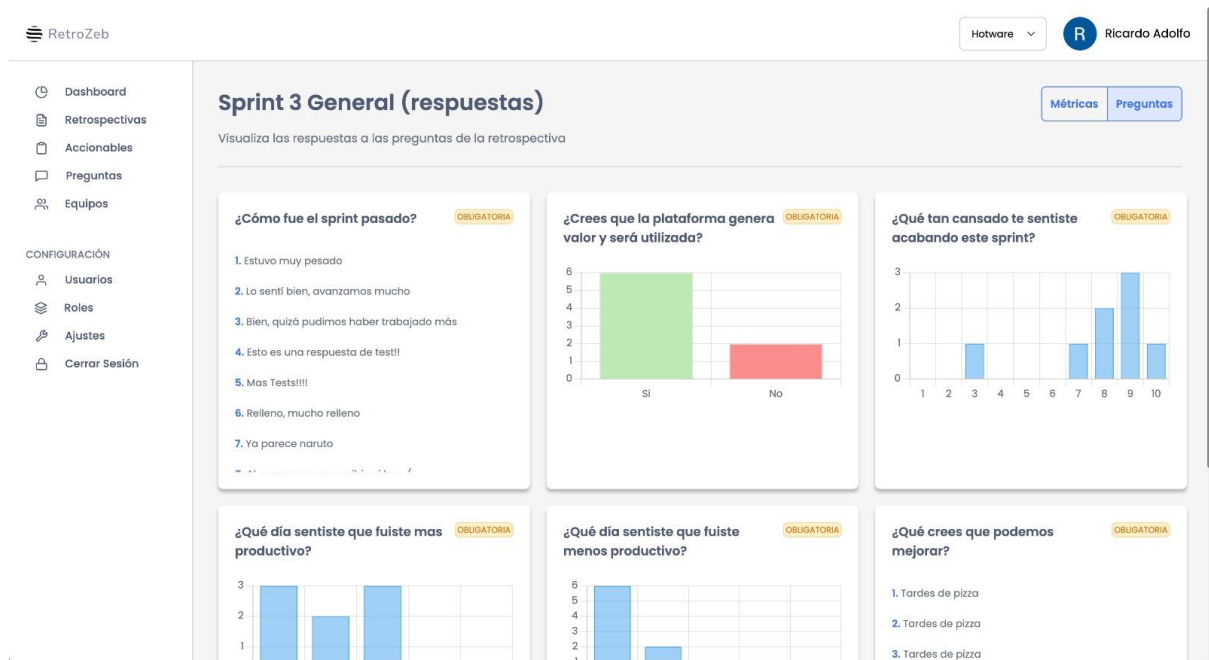 RetroZeb
Hotware
R
Ricardo Adolfo
Dashboard
Retrospectivas
Accionables
Preguntas
Equipos
CONFIGURACIÓN
Usuarios
Roles
Ajustes
Cerrar Sesión
Sprint 3 General (respuestas)
Métricas
Preguntas
Visualiza las respuestas a las preguntas de la retrospectiva
¿Cómo fue el sprint pasado?
OBLIGATORIA
1. Estuvo muy pesado
2. Lo sentí bien, avanzamos mucho
3. Bien, quizá pudimos haber trabajado más
4. Esto es una respuesta de test!!
5. Mas Tests!!!!
6. Relleno, mucho relleno
7. Ya parece naruto
¿Crees que la plataforma genera
valor y será utilizada?
OBLIGATORIA
6
5
4
3
2
1
0
Si
No
¿Qué tan cansado te sentiste
acabando este sprint?
OBLIGATORIA
3
2
1
0
1 2 3 4 5 6 7 8 9 10
¿Qué día sentiste que fuiste mas
productivo?
OBLIGATORIA
3
2
1
¿Qué día sentiste que fuiste
menos productivo?
OBLIGATORIA
6
5
4
3
2
¿Qué crees que podemos
mejorar?
OBLIGATORIA
1. Tardes de pizza
2. Tardes de pizza
3. Tardes de pizza